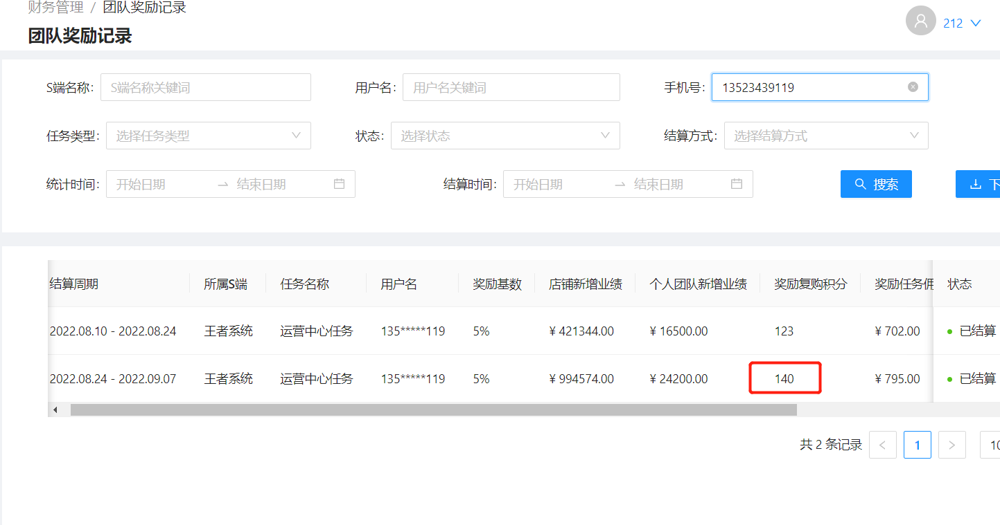 财务管理 / 团队奖励记录
团队奖励记录
212
S端名称: S端名称关键词 用户名: 用户名关键词 手机号: 13523439119
任务类型: 选择任务类型 状态: 选择状态 结算方式: 选择结算方式
统计时间: 开始日期 → 结束日期 结算时间: 开始日期 → 结束日期 搜索 下
结算周期 所属S端 任务名称 用户名 奖励基数 店铺新增业绩 个人团队新增业绩 奖励复购积分 奖励任务佣 状态
2022.08.10 - 2022.08.24 王者系统 运营中心任务 135*****119 5% ¥ 421344.00 ¥ 16500.00 123 ¥ 702.00 已结算
2022.08.24 - 2022.09.07 王者系统 运营中心任务 135*****119 5% ¥ 994574.00 ¥ 24200.00 140 ¥ 795.00 已结算
共 2 条记录 < 1 > 10